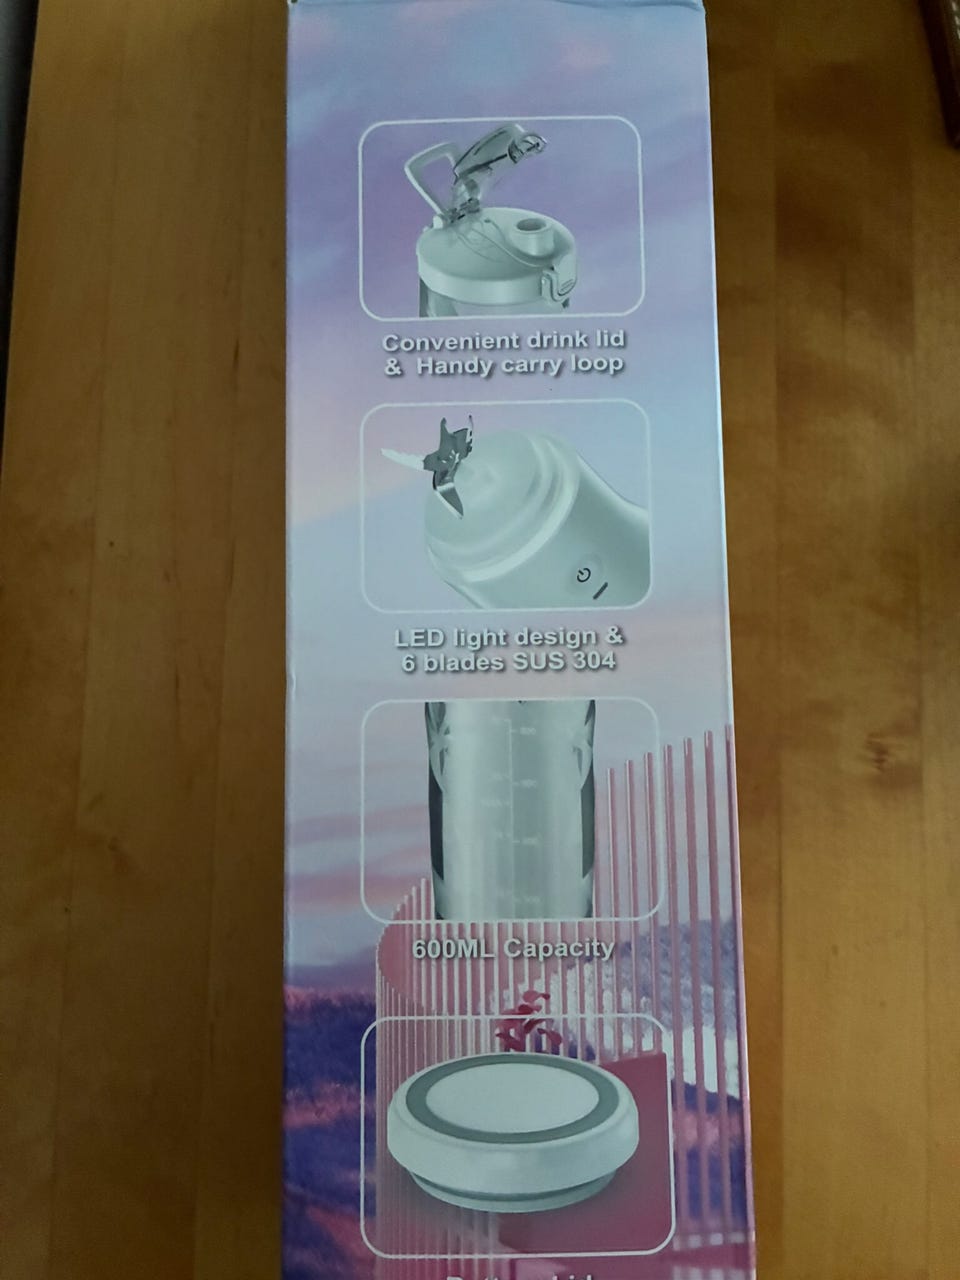 Convenient drink lid
& Handy carry loop
LED light design &
6 blades SUS 304
600ML Capacity